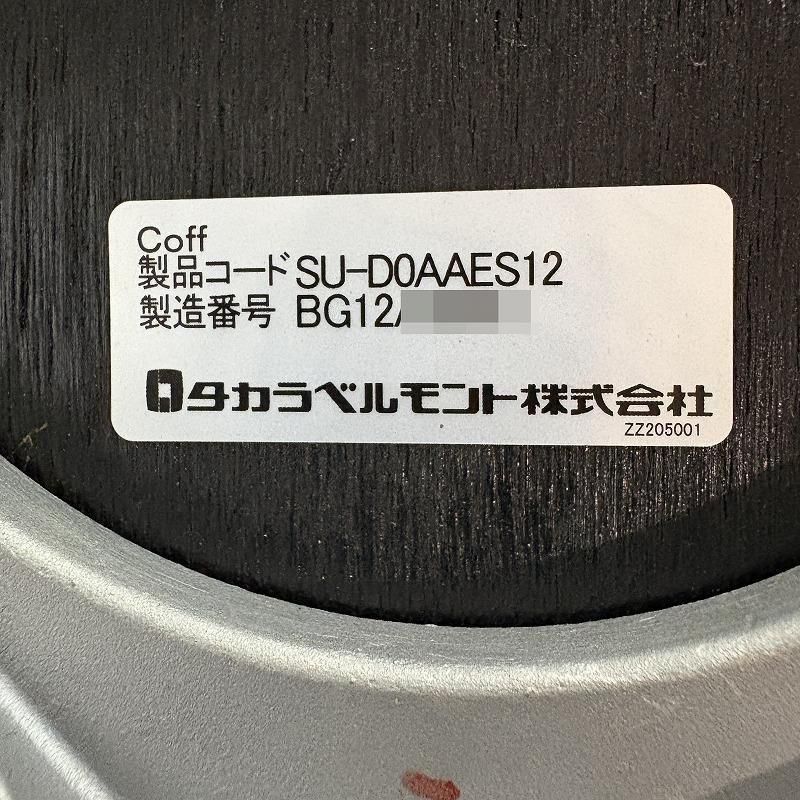 Coff
製品コード SU-D0AAES12
製造番号 BG12
タカラベルモント株式会社
ZZ205001